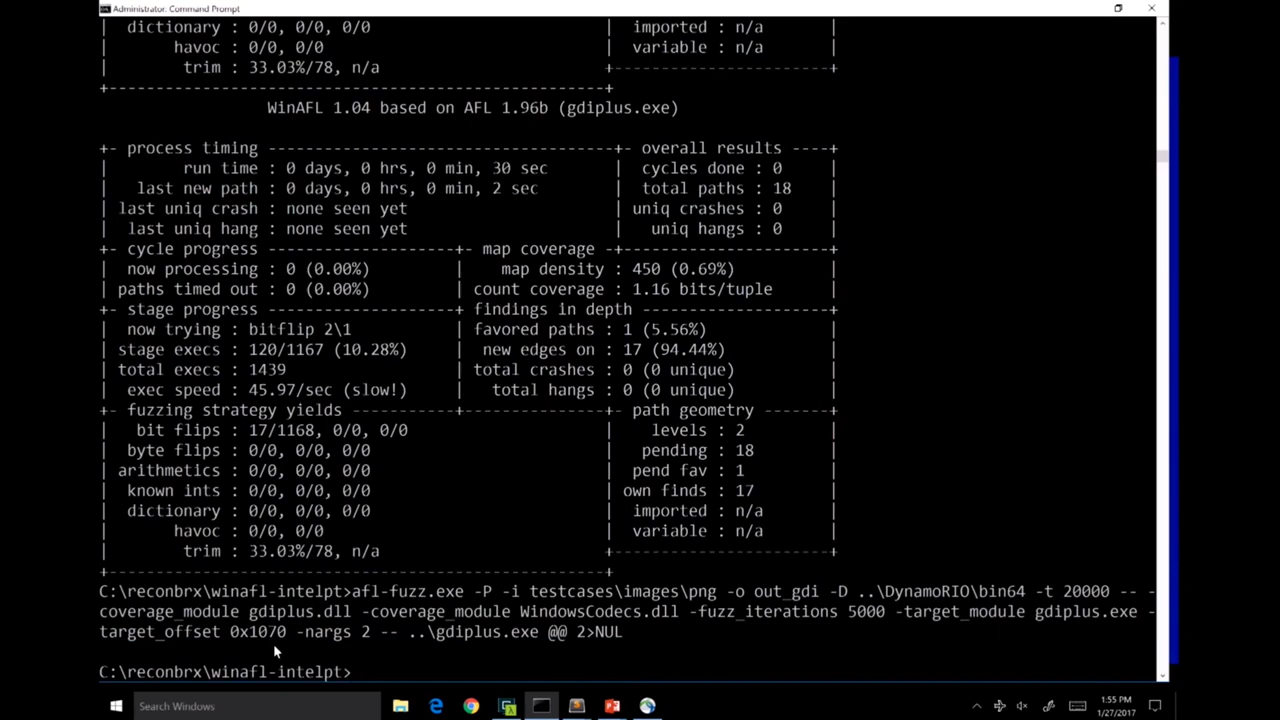 Administrator: Command Prompt
| dictionary : 0/0, 0/0, 0/0 | imported : n/a |
| havoc : 0/0, 0/0 | variable : n/a |
| trim : 33.03%/78, n/a +---------------------+
+--------------------------------------------------+
WinAFL 1.04 based on AFL 1.96b (gdiplus.exe)
+- process timing -------------------------------------+- overall results ----+
| run time : 0 days, 0 hrs, 0 min, 30 sec | cycles done : 0 |
| last new path : 0 days, 0 hrs, 0 min, 2 sec | total paths : 18 |
| last uniq crash : none seen yet | uniq crashes : 0 |
| last uniq hang : none seen yet | uniq hangs : 0 |
+- cycle progress --------------------+- map coverage -+----------------------+
| now processing : 0 (0.00%) | map density : 450 (0.69%) |
| paths timed out : 0 (0.00%) | count coverage : 1.16 bits/tuple |
+- stage progress --------------------+ findings in depth --------------------+
| now trying : bitflip 2\1 | favored paths : 1 (5.56%) |
| stage execs : 120/1167 (10.28%) | new edges on : 17 (94.44%) |
| total execs : 1439 | total crashes : 0 (0 unique) |
| exec speed : 45.97/sec (slow!) | total hangs : 0 (0 unique) |
+- fuzzing strategy yields -----------+---------------+- path geometry -------+
| bit flips : 17/1168, 0/0, 0/0 | levels : 2 |
| byte flips : 0/0, 0/0, 0/0 | pending : 18 |
| arithmetics : 0/0, 0/0, 0/0 | pend fav : 1 |
| known ints : 0/0, 0/0, 0/0 | own finds : 17 |
| dictionary : 0/0, 0/0, 0/0 | imported : n/a |
| havoc : 0/0, 0/0 | variable : n/a |
| trim : 33.03%/78, n/a +---------------------+
+--------------------------------------------------+
C:\reconbrx\winafl-intelpt>afl-fuzz.exe -P -i testcases\images\png -o out_gdi -D ..\DynamoRIO\bin64 -t 20000 -- -
coverage_module gdiplus.dll -coverage_module WindowsCodecs.dll -fuzz_iterations 5000 -target_module gdiplus.exe -
target_offset 0x1070 -nargs 2 -- ..\gdiplus.exe @@ 2>NUL
C:\reconbrx\winafl-intelpt>
Search Windows
1:55 PM
1/27/2017